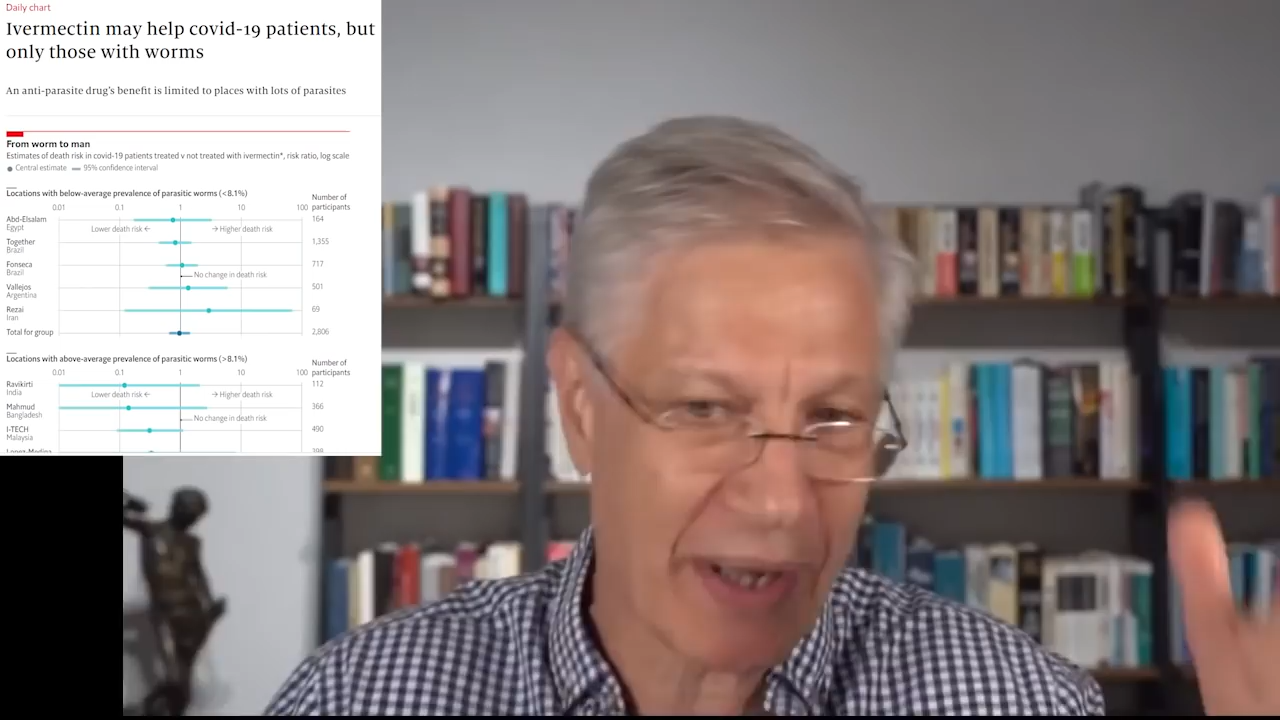 Daily chart
Ivermectin may help covid-19 patients, but
only those with worms
An anti-parasite drug's benefit is limited to places with lots of parasites
From worm to man
Estimates of death risk in covid-19 patients treated v not treated with ivermectin*, risk ratio, log scale
Central estimate 95% confidence interval
Locations with below-average prevalence of parasitic worms (<8.1%)
Number of
participants
0.01 0.1 1 10 100
Abd-Elsalam 164
Egypt
Lower death risk ← → Higher death risk
Together 1,355
Brazil
Fonseca 717
Brazil
No change in death risk
Vallejos 501
Argentina
Rezai 69
Iran
Total for group 2,806
Locations with above-average prevalence of parasitic worms (>8.1%)
Number of
participants
0.01 0.1 1 10 100
Ravikirti 112
India
Lower death risk ← → Higher death risk
Mahmud 366
Bangladesh
No change in death risk
I-TECH 490
Malaysia